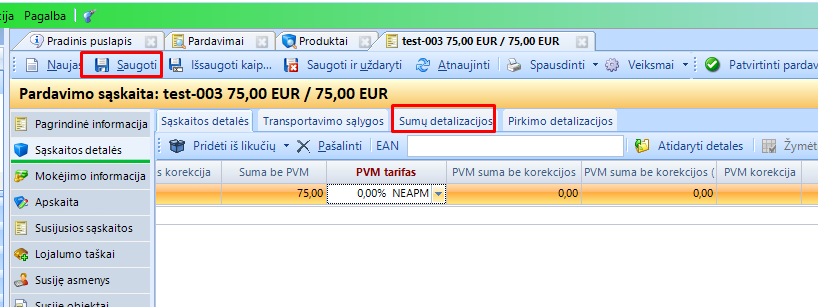 cija Pagalba
Pradinis puslapis Pardavimai Produktai test-003 75,00 EUR / 75,00 EUR
Naujas Saugoti Išsaugoti kaip... Saugoti ir uždaryti Atnaujinti Spausdinti Veiksmai Patvirtinti pardav
Pardavimo sąskaita: test-003 75,00 EUR / 75,00 EUR
Pagrindinė informacija
Sąskaitos detalės
Mokėjimo informacija
Apskaita
Susijusios sąskaitos
Lojalumo taškai
Susiję asmenys
Susiję objektai
Sąskaitos detalės Transportavimo sąlygos Sumų detalizacijos Pirkimo detalizacijos
Pridėti iš likučių Pašalinti EAN Atidaryti detales Žymėt
s korekcija Suma be PVM PVM tarifas PVM suma be korekcijos PVM suma be korekcijos ( PVM korekcija
75,00 0,00% NEAPM 0,00 0,00